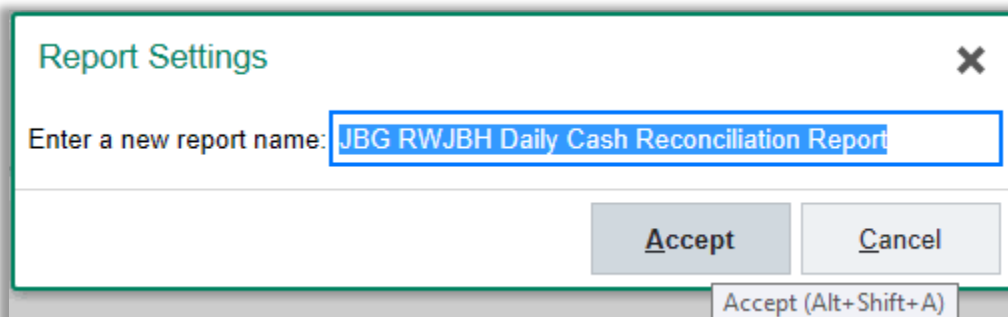 Report Settings
Enter a new report name: JBG RWJBH Daily Cash Reconciliation Report
Accept Cancel
Accept (Alt+Shift+A)